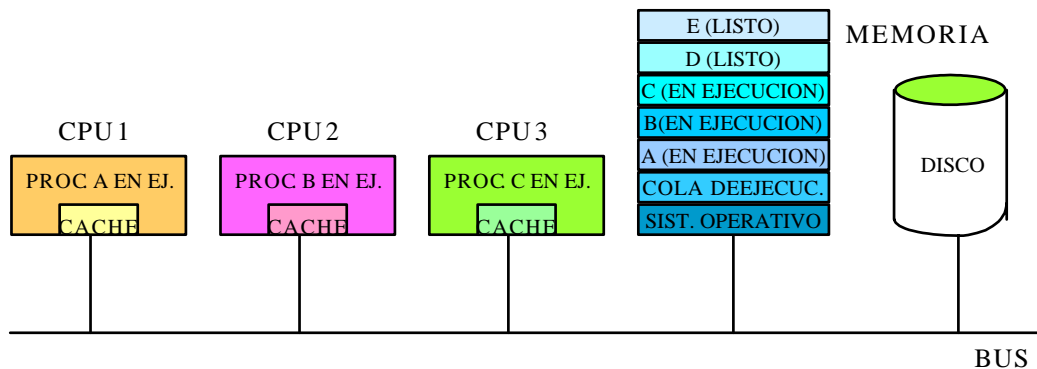 E (LISTO)
MEMORIA
D (LISTO)
C (EN EJECUCION)
CPU 1
CPU 2
CPU 3
B(EN EJECUCION)
A (EN EJECUCION)
DISCO
PROC A EN EJ.
PROC B EN EJ.
PROC C EN EJ.
COLA DEEJECUC.
CACHE
CACHE
CACHE
SIST. OPERATIVO
BUS